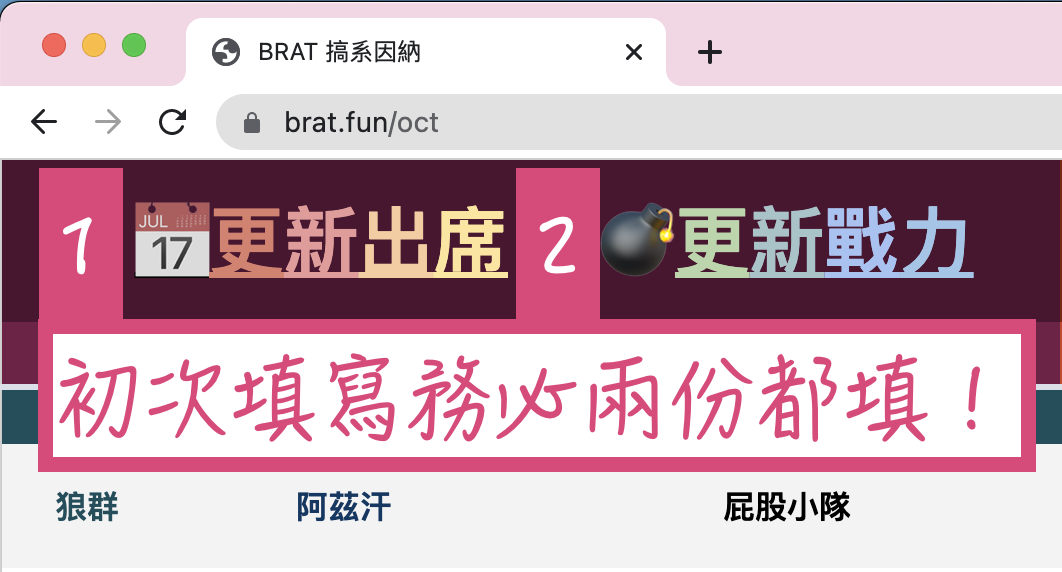 BRAT 搞系因納
brat.fun/oct
1 JUL 17 更新出席 2 更新戰力
初次填寫務必兩份都填！
狼群 阿茲汗 屁股小隊